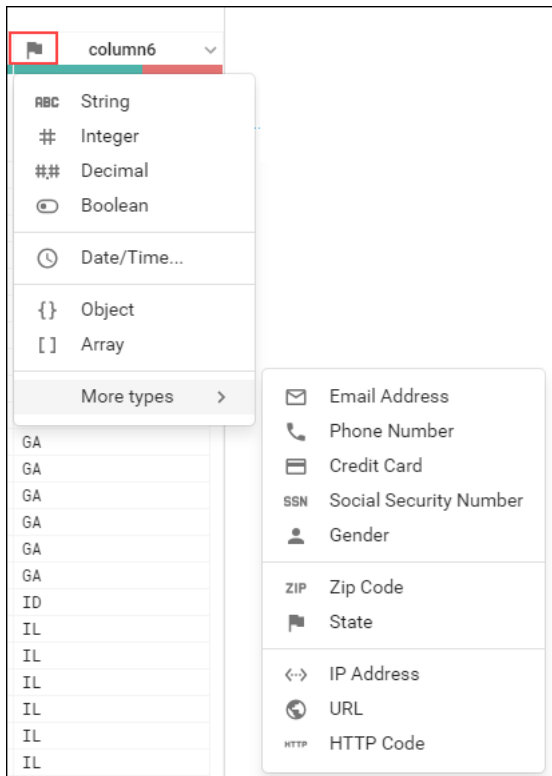 column6
ABC String
# Integer
#.# Decimal
Boolean
Date/Time...
{} Object
[] Array
More types >
Email Address
Phone Number
Credit Card
SSN Social Security Number
Gender
ZIP Zip Code
State
IP Address
URL
HTTP HTTP Code
GA
GA
GA
GA
GA
GA
ID
IL
IL
IL
IL
IL
IL